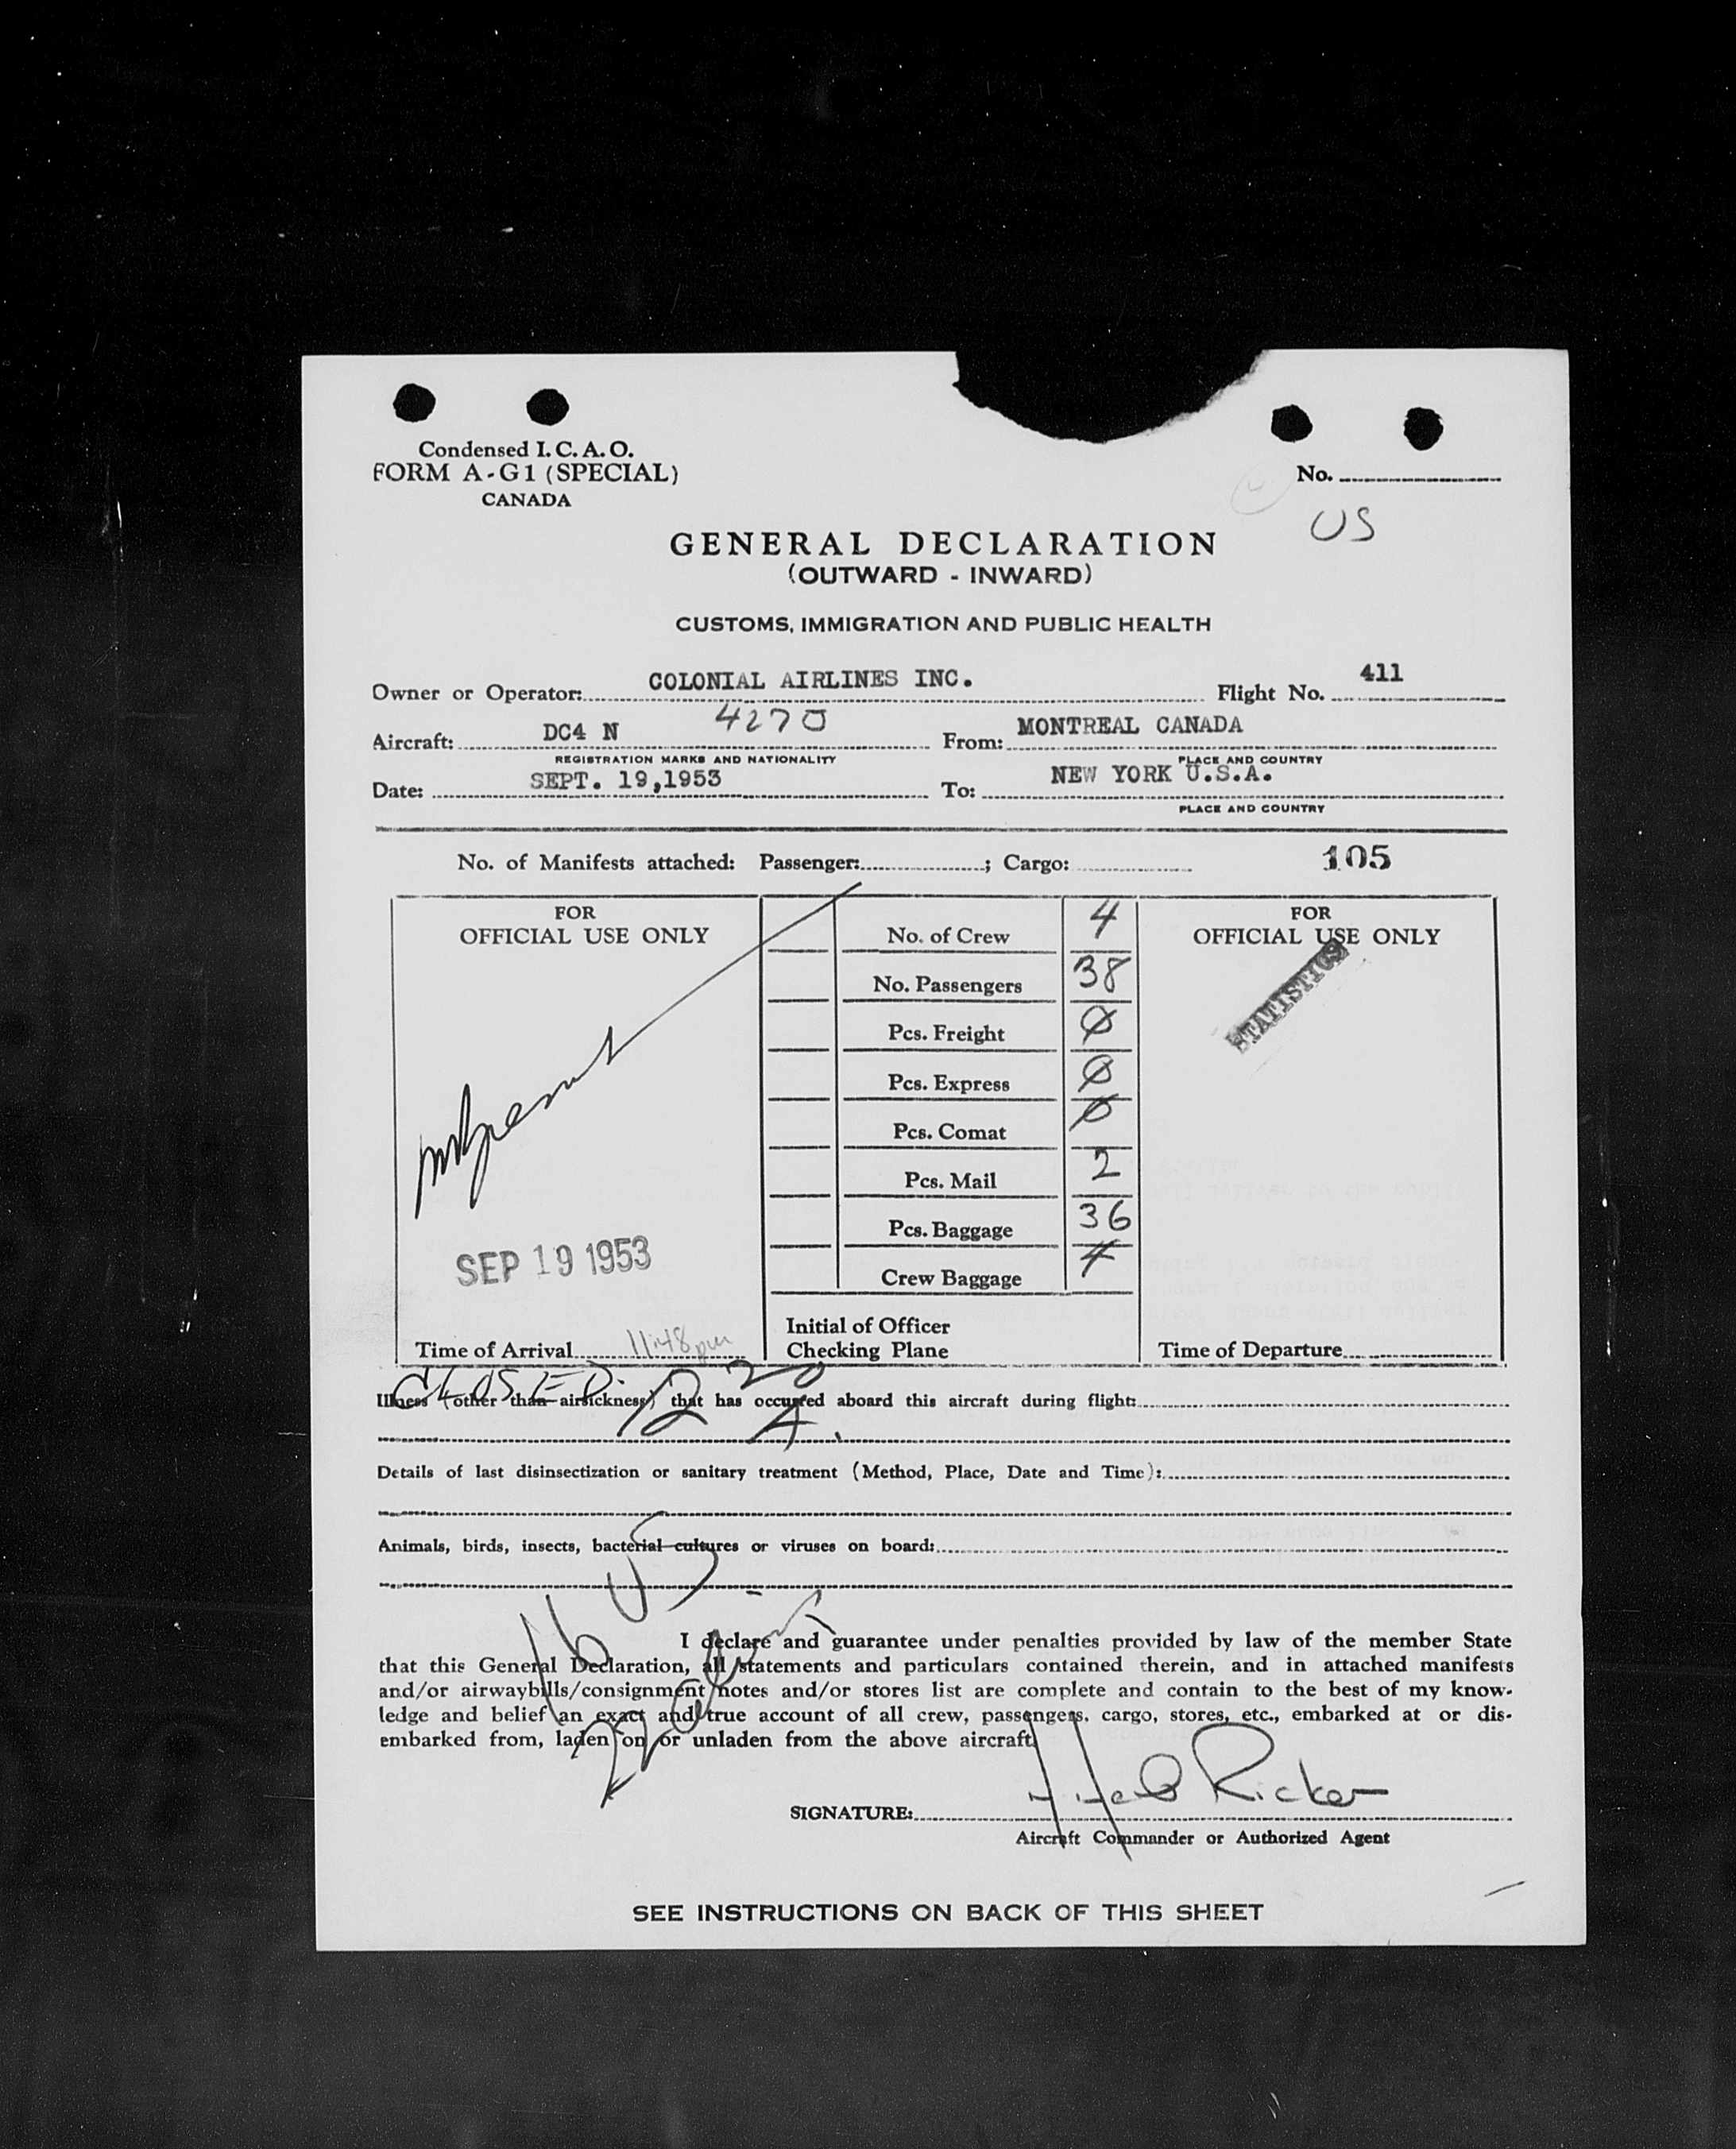 Condensed I. C. A. O.
FORM A-G1 (SPECIAL)
CANADA
No.
US
GENERAL DECLARATION
(OUTWARD - INWARD)
CUSTOMS, IMMIGRATION AND PUBLIC HEALTH
Owner or Operator: COLONIAL AIRLINES INC. Flight No. 411
Aircraft: DC4 N 4270 From: MONTREAL CANADA
REGISTRATION MARKS AND NATIONALITY PLACE AND COUNTRY
Date: SEPT. 19,1953 To: NEW YORK U.S.A.
PLACE AND COUNTRY
No. of Manifests attached: Passenger: ; Cargo: 105
FOR
OFFICIAL USE ONLY
SEP 19 1953
Time of Arrival 11:48 pm
No. of Crew 4
No. Passengers 38
Pcs. Freight Ø
Pcs. Express Ø
Pcs. Comat Ø
Pcs. Mail 2
Pcs. Baggage 36
Crew Baggage 4
Initial of Officer
Checking Plane
FOR
OFFICIAL USE ONLY
STATISTICS
Time of Departure
CLOSED. 12 20
A.
Illness (other than airsickness) that has occurred aboard this aircraft during flight:
Details of last disinsectization or sanitary treatment (Method, Place, Date and Time):
Animals, birds, insects, bacterial cultures or viruses on board:
16 US
22 alien
I declare and guarantee under penalties provided by law of the member State
that this General Declaration, all statements and particulars contained therein, and in attached manifests
and/or airwaybills/consignment notes and/or stores list are complete and contain to the best of my know-
ledge and belief an exact and true account of all crew, passengers, cargo, stores, etc., embarked at or dis-
embarked from, laden on or unladen from the above aircraft.
SIGNATURE: Herb Ricker
Aircraft Commander or Authorized Agent
SEE INSTRUCTIONS ON BACK OF THIS SHEET